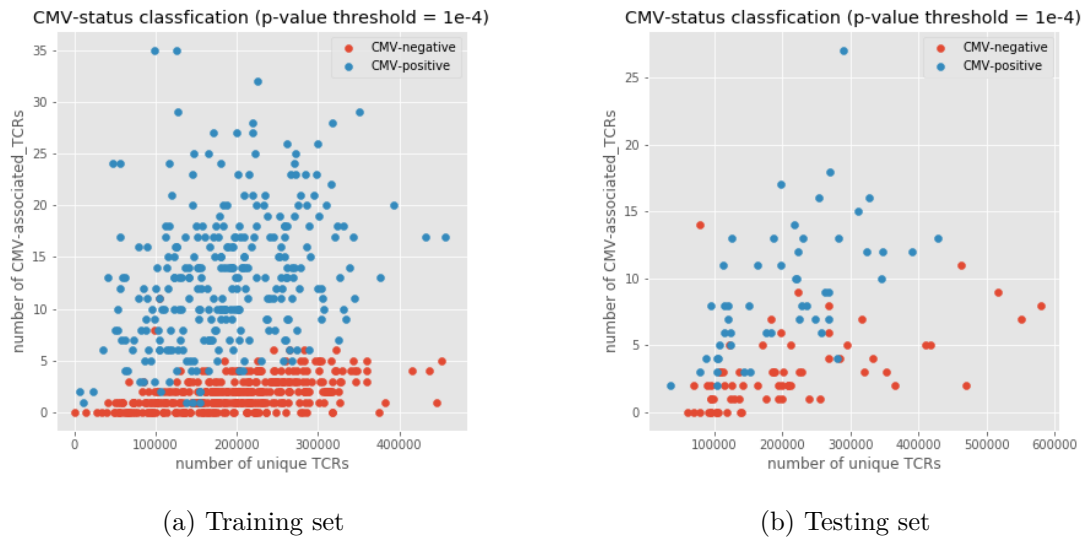 CMV-status classfication (p-value threshold = 1e-4)
CMV-negative
CMV-positive
number of CMV-associated_TCRs
35
30
25
20
15
10
5
0
0
100000
200000
300000
400000
number of unique TCRs
(a) Training set
CMV-status classfication (p-value threshold = 1e-4)
CMV-negative
CMV-positive
number of CMV-associated_TCRs
25
20
15
10
5
0
100000
200000
300000
400000
500000
600000
number of unique TCRs
(b) Testing set